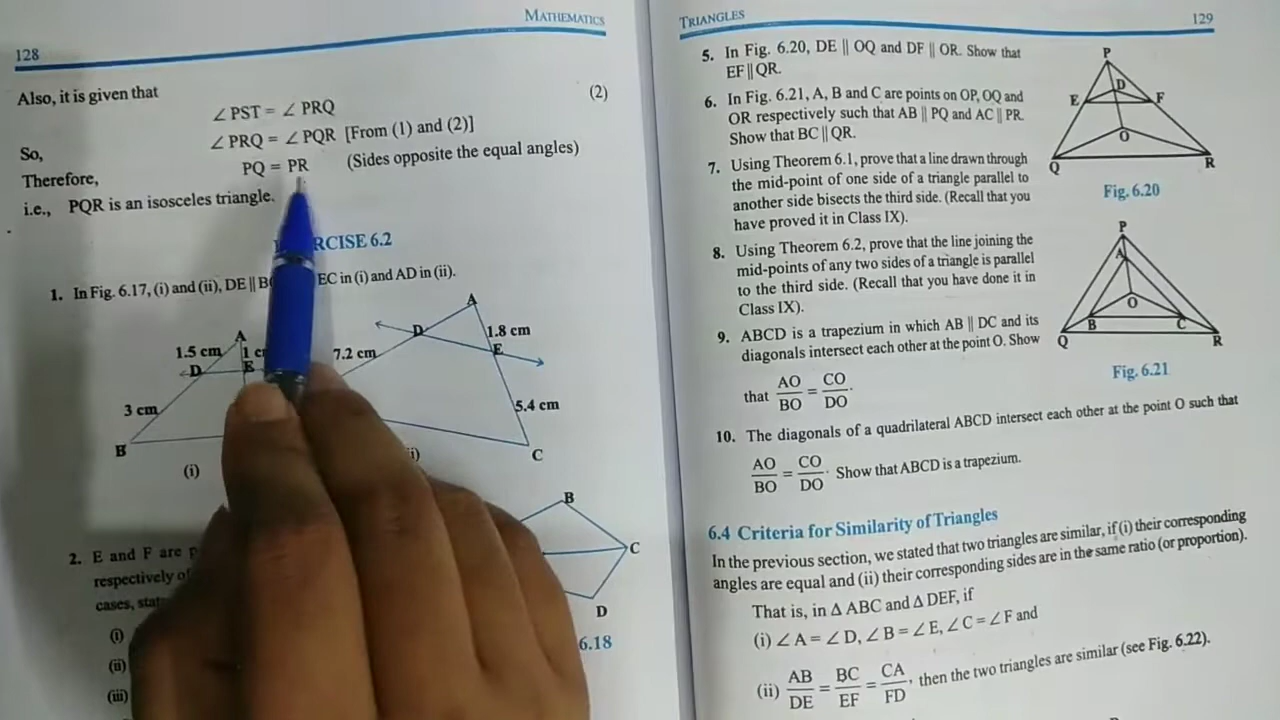 128
MATHEMATICS
Also, it is given that
∠ PST = ∠ PRQ (2)
So, ∠ PRQ = ∠ PQR [From (1) and (2)]
Therefore, PQ = PR (Sides opposite the equal angles)
i.e., PQR is an isosceles triangle.
RCISE 6.2
1. In Fig. 6.17, (i) and (ii), DE || B EC in (i) and AD in (ii).
A
1.5 cm
D
E
3 cm
B
(i)
A
D
1.8 cm
7.2 cm
E
5.4 cm
C
B
C
D
6.18
2. E and F are
respectively
cases,
(i)
(ii)
(iii)
TRIANGLES
129
5. In Fig. 6.20, DE || OQ and DF || OR. Show that
EF || QR.
6. In Fig. 6.21, A, B and C are points on OP, OQ and
OR respectively such that AB || PQ and AC || PR.
Show that BC || QR.
7. Using Theorem 6.1, prove that a line drawn through
the mid-point of one side of a triangle parallel to
another side bisects the third side. (Recall that you
have proved it in Class IX).
8. Using Theorem 6.2, prove that the line joining the
mid-points of any two sides of a triangle is parallel
to the third side. (Recall that you have done it in
Class IX).
9. ABCD is a trapezium in which AB || DC and its
diagonals intersect each other at the point O. Show
that AO/BO = CO/DO.
10. The diagonals of a quadrilateral ABCD intersect each other at the point O such that
AO/BO = CO/DO. Show that ABCD is a trapezium.
P
D
E
F
O
Q
R
Fig. 6.20
P
A
O
B
C
Q
R
Fig. 6.21
6.4 Criteria for Similarity of Triangles
In the previous section, we stated that two triangles are similar, if (i) their corresponding
angles are equal and (ii) their corresponding sides are in the same ratio (or proportion).
That is, in Δ ABC and Δ DEF, if
(i) ∠ A = ∠ D, ∠ B = ∠ E, ∠ C = ∠ F and
(ii) AB/DE = BC/EF = CA/FD, then the two triangles are similar (see Fig. 6.22).